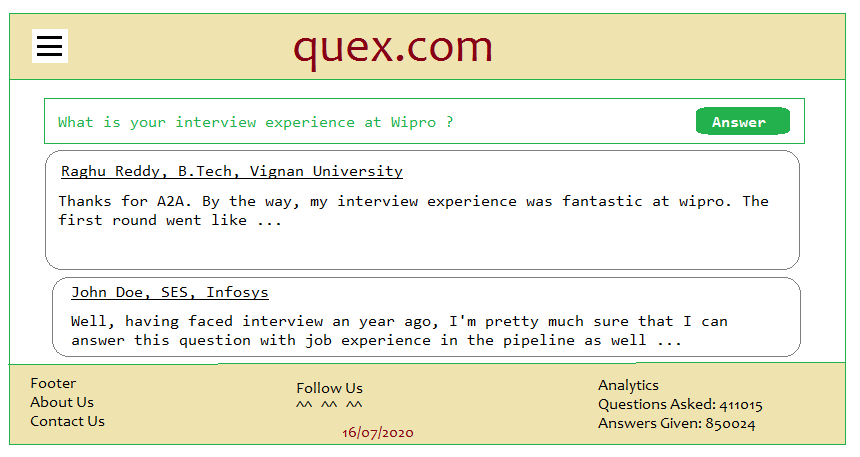 quex.com
What is your interview experience at Wipro ?
Answer
Raghu Reddy, B.Tech, Vignan University
Thanks for A2A. By the way, my interview experience was fantastic at wipro. The
first round went like ...
John Doe, SES, Infosys
Well, having faced interview an year ago, I'm pretty much sure that I can
answer this question with job experience in the pipeline as well ...
Footer
About Us
Contact Us
Follow Us
^^ ^^ ^^
16/07/2020
Analytics
Questions Asked: 411015
Answers Given: 850024